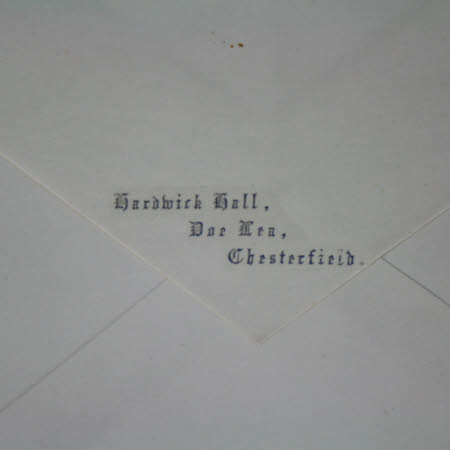 Hardwick Hall,
Doe Lea,
Chesterfield.